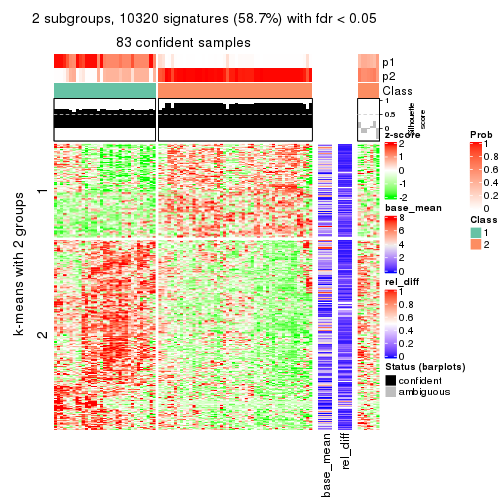 2 subgroups, 10320 signatures (58.7%) with fdr < 0.05
83 confident samples
p1
p2
Class
1
0.5
0
Silhouette
score
k-means with 2 groups
1
2
base_mean
rel_diff
z-score
2
1
0
-1
-2
base_mean
8
6
4
2
0
rel_diff
1
0.8
0.6
0.4
0.2
0
Status (barplots)
confident
ambiguous
Prob
1
0.8
0.6
0.4
0.2
0
Class
1
2